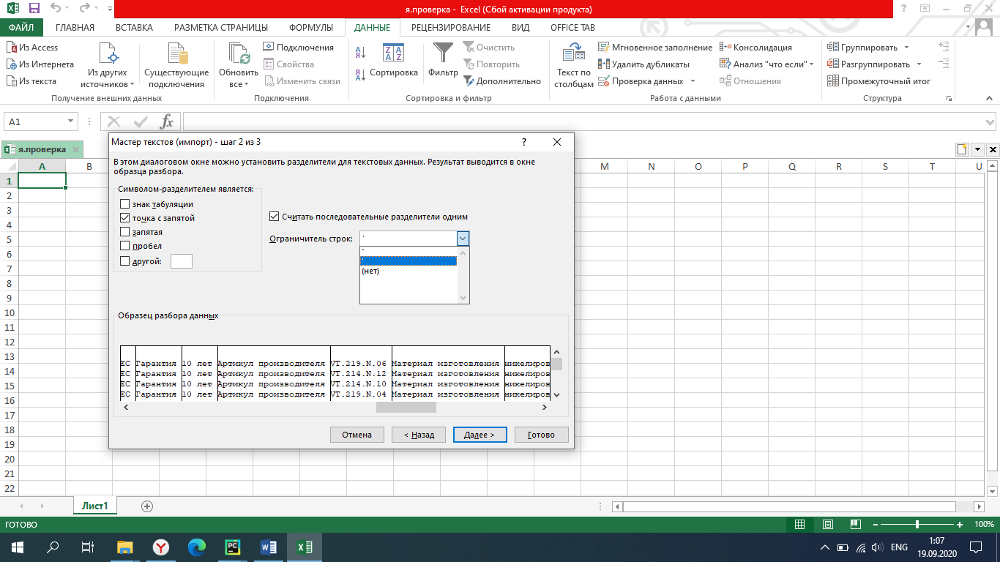 я.проверка - Excel (Сбой активации продукта)
ФАЙЛ ГЛАВНАЯ ВСТАВКА РАЗМЕТКА СТРАНИЦЫ ФОРМУЛЫ ДАННЫЕ РЕЦЕНЗИРОВАНИЕ ВИД OFFICE TAB
Из Access
Из Интернета
Из текста
Из других источников
Существующие подключения
Получение внешних данных
Обновить все
Подключения
Свойства
Изменить связи
Подключения
Сортировка
Фильтр
Очистить
Повторить
Дополнительно
Сортировка и фильтр
Текст по столбцам
Мгновенное заполнение
Удалить дубликаты
Проверка данных
Консолидация
Анализ "что если"
Отношения
Работа с данными
Группировать
Разгруппировать
Промежуточный итог
Структура
A1
fx
я.проверка
A B M N O P Q R S T U
1
2
3
4
5
6
7
8
9
10
11
12
13
14
15
16
17
18
19
20
21
22
Мастер текстов (импорт) - шаг 2 из 3 ?
В этом диалоговом окне можно установить разделители для текстовых данных. Результат выводится в окне
образца разбора.
Символом-разделителем является:
знак табуляции
точка с запятой
запятая
пробел
другой:
Считать последовательные разделители одним
Ограничитель строк: '
"
'
(нет)
Образец разбора данных
ЕС Гарантия 10 лет Артикул производителя VT.219.N.06 Материал изготовления никелиров
ЕС Гарантия 10 лет Артикул производителя VT.214.N.12 Материал изготовления никелиров
ЕС Гарантия 10 лет Артикул производителя VT.214.N.10 Материал изготовления никелиров
ЕС Гарантия 10 лет Артикул производителя VT.219.N.04 Материал изготовления никелиров
Отмена < Назад Далее > Готово
Лист1
ГОТОВО 100%
ENG 1:07
19.09.2020